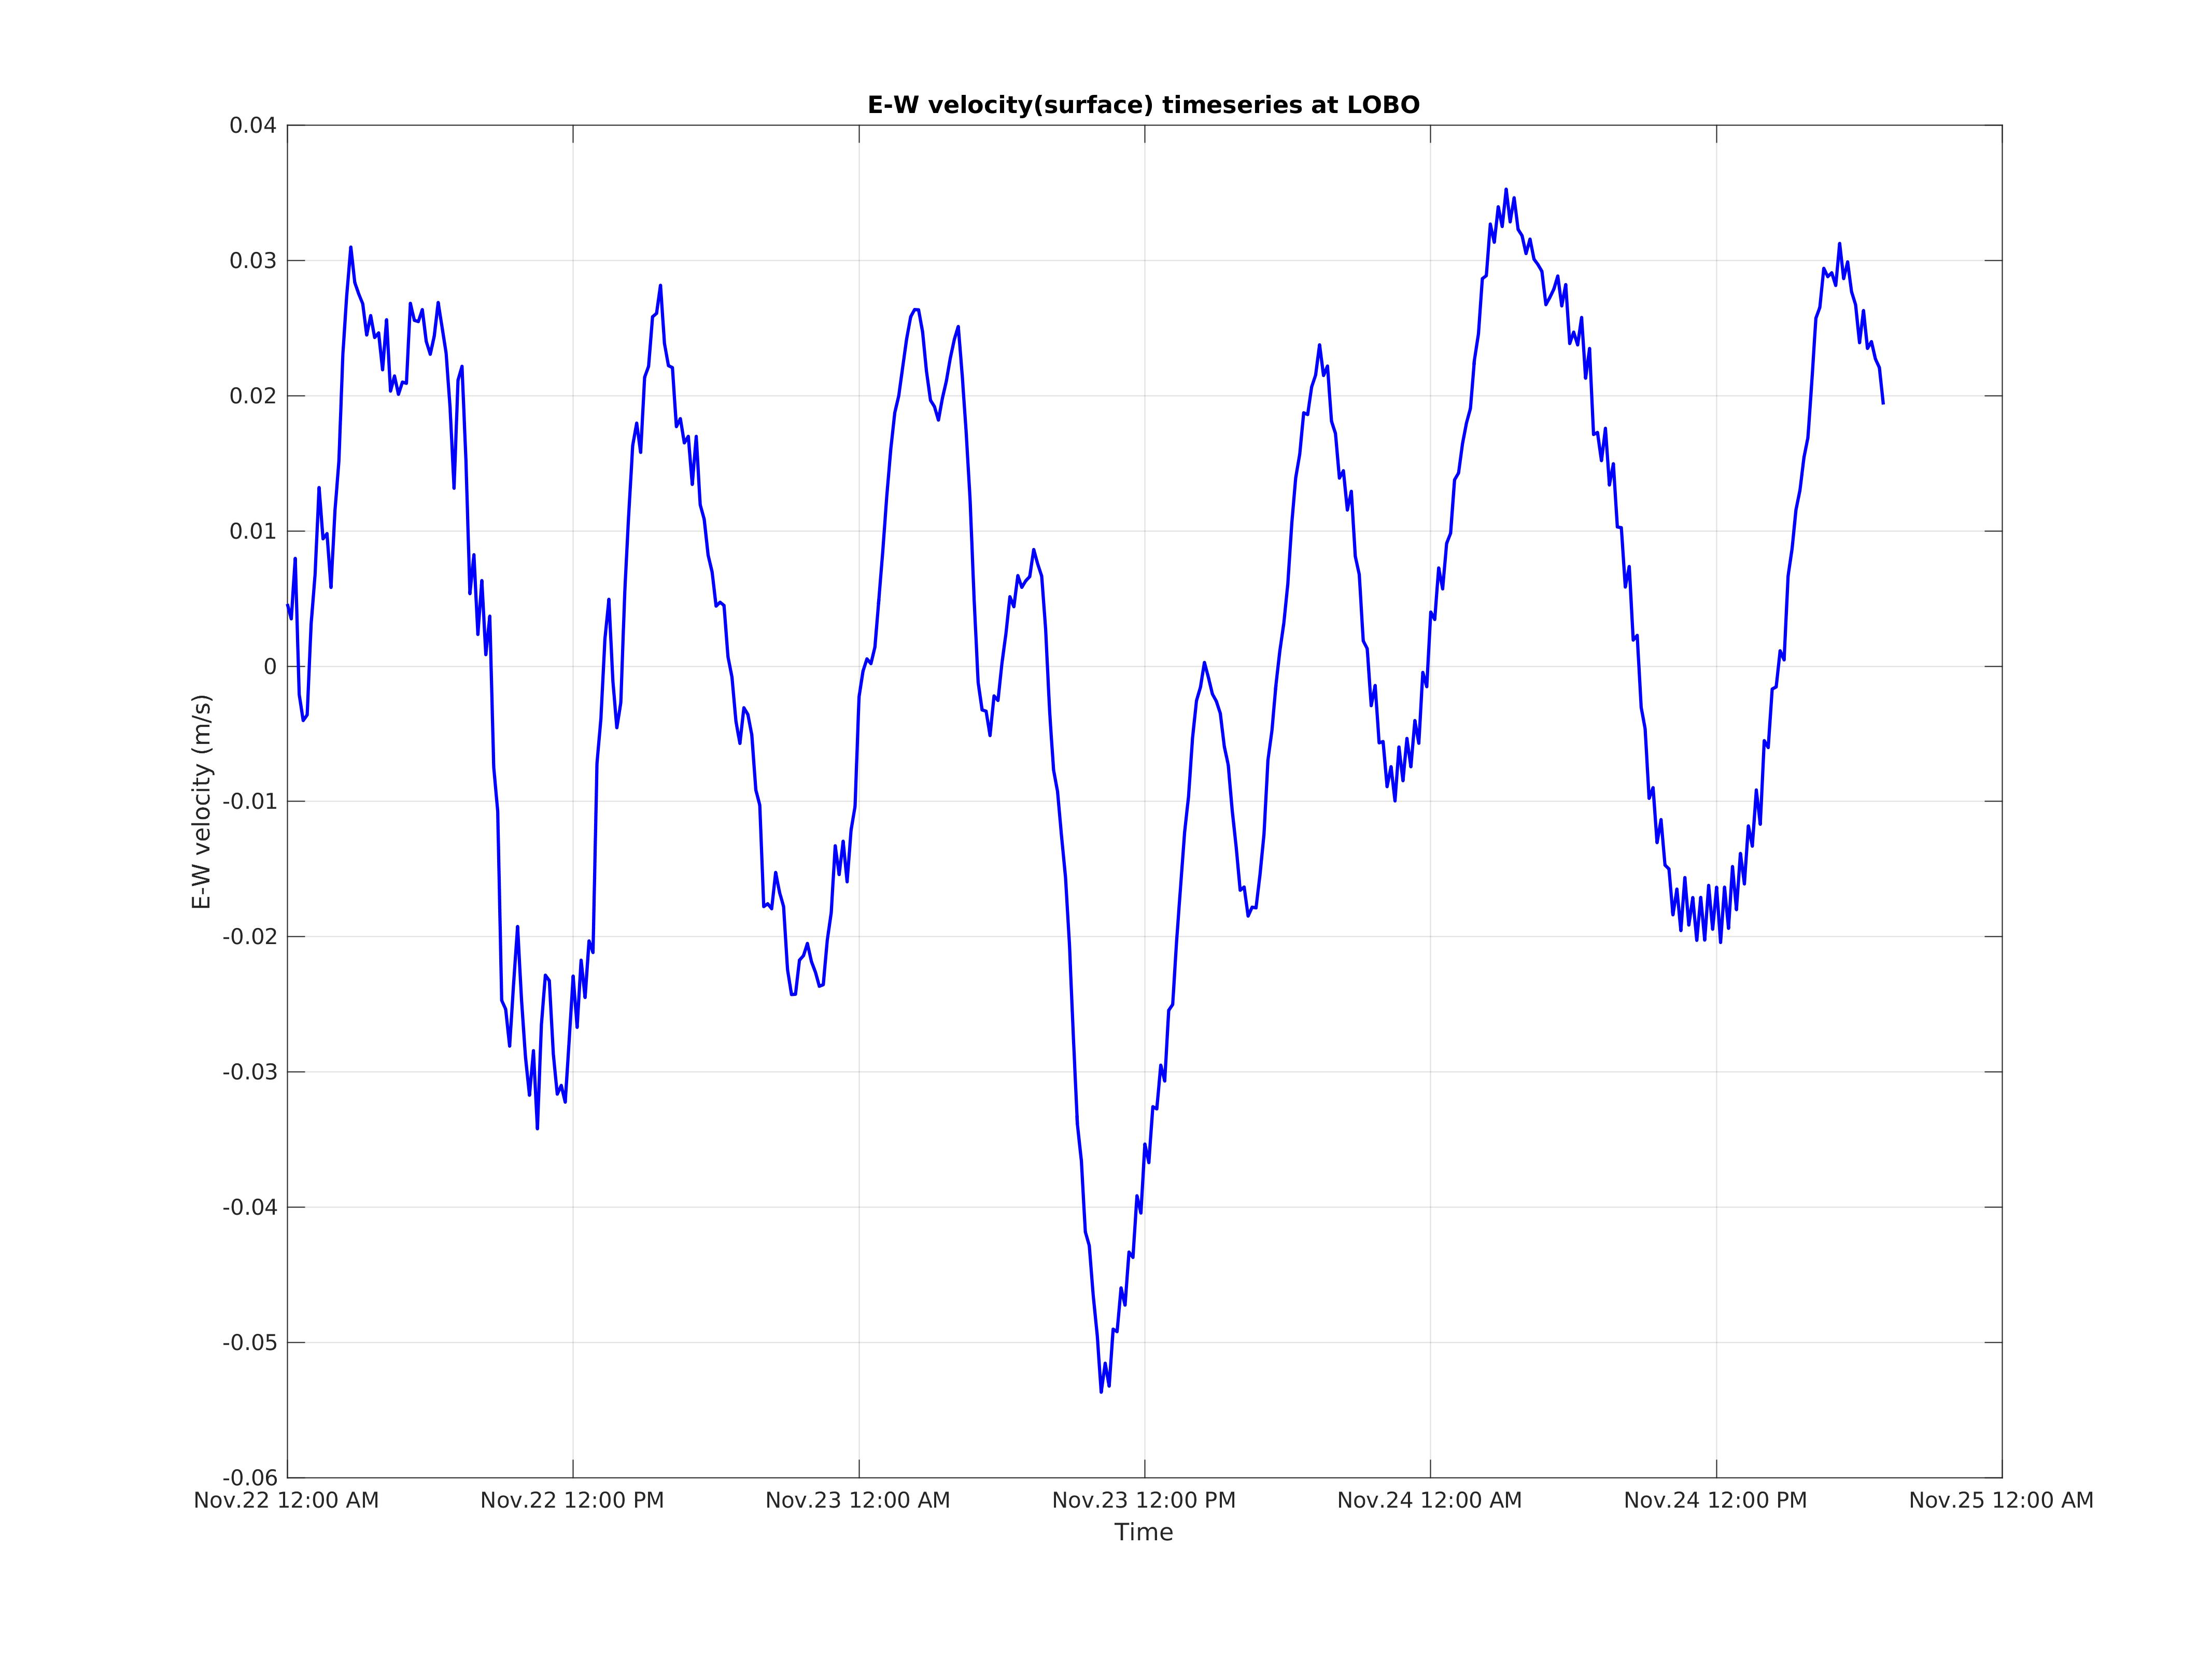 E-W velocity(surface) timeseries at LOBO
0.04
0.03
0.02
0.01
0
-0.01
-0.02
-0.03
-0.04
-0.05
-0.06
E-W velocity (m/s)
Nov.22 12:00 AM Nov.22 12:00 PM Nov.23 12:00 AM Nov.23 12:00 PM Nov.24 12:00 AM Nov.24 12:00 PM Nov.25 12:00 AM
Time